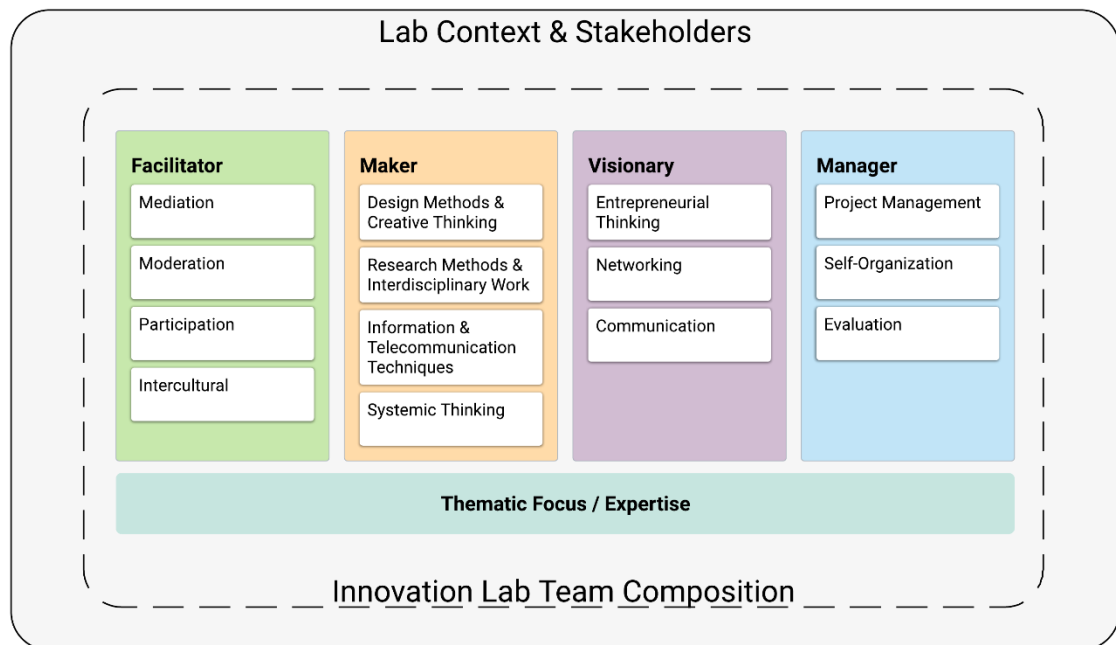 Lab Context & Stakeholders
Facilitator
Mediation
Moderation
Participation
Intercultural
Maker
Design Methods &
Creative Thinking
Research Methods &
Interdisciplinary Work
Information &
Telecommunication
Techniques
Systemic Thinking
Visionary
Entrepreneurial
Thinking
Networking
Communication
Manager
Project Management
Self-Organization
Evaluation
Thematic Focus / Expertise
Innovation Lab Team Composition